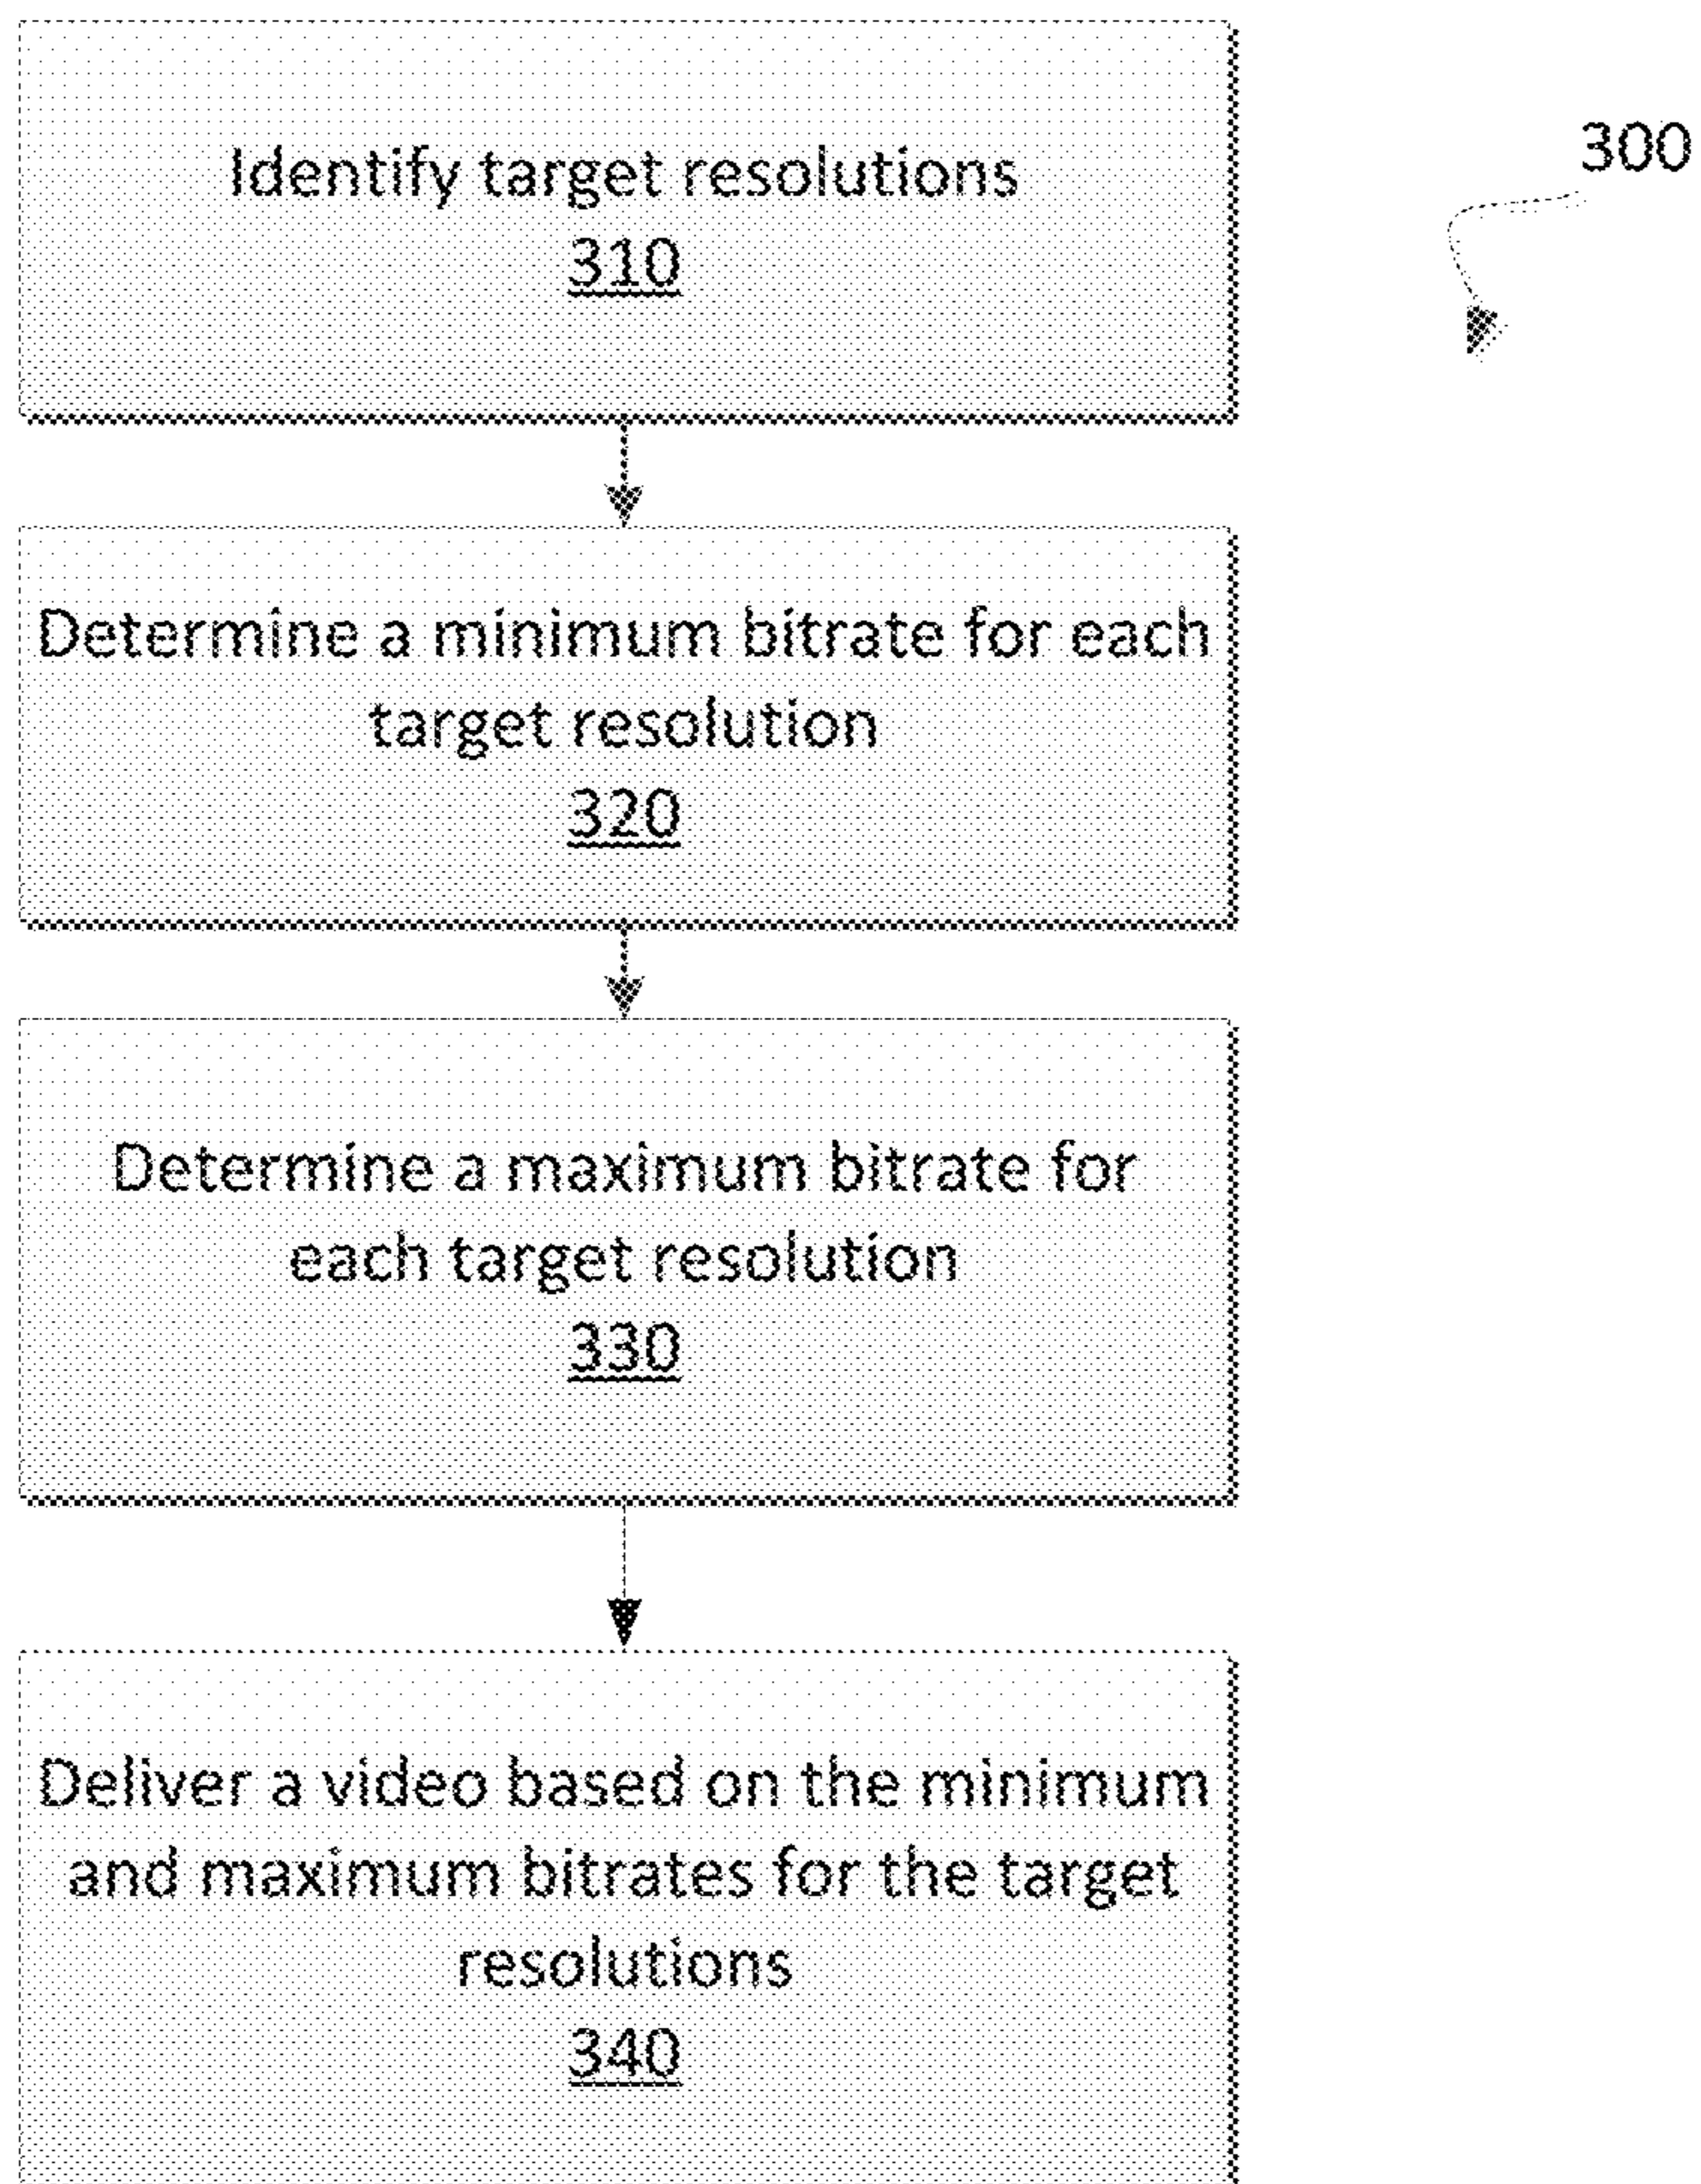 Identify target resolutions
310
300
Determine a minimum bitrate for each
target resolution
320
Determine a maximum bitrate for
each target resolution
330
Deliver a video based on the minimum
and maximum bitrates for the target
resolutions
340